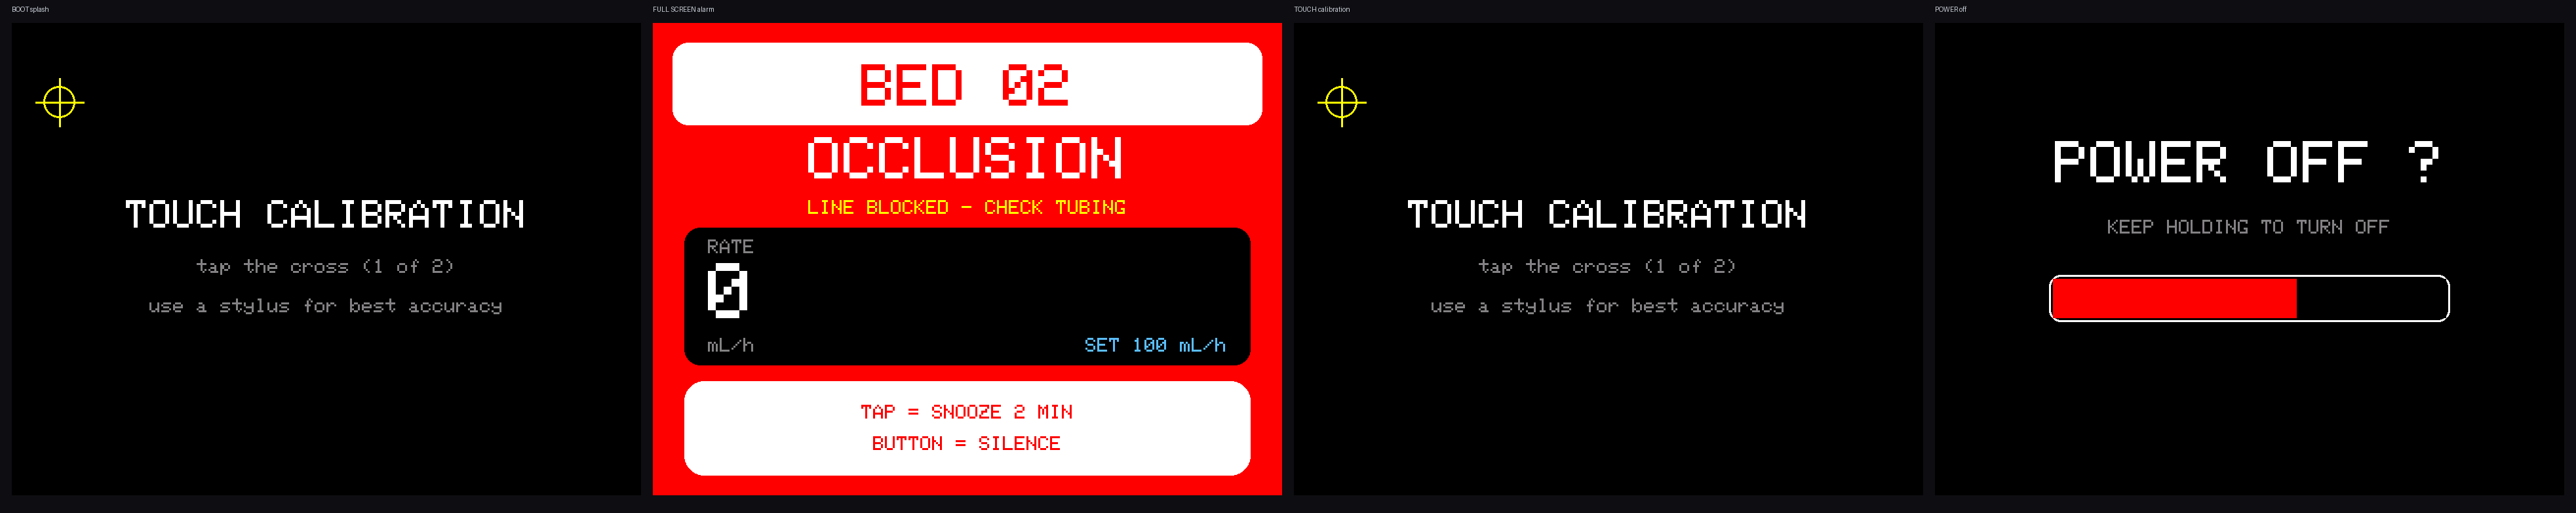 BOOT splash
TOUCH CALIBRATION
tap the cross (1 of 2)
use a stylus for best accuracy
FULL SCREEN alarm
BED 02
OCCLUSION
LINE BLOCKED - CHECK TUBING
RATE
0
mL/h
SET 100 mL/h
TAP = SNOOZE 2 MIN
BUTTON = SILENCE
TOUCH calibration
TOUCH CALIBRATION
tap the cross (1 of 2)
use a stylus for best accuracy
POWER off
POWER OFF ?
KEEP HOLDING TO TURN OFF